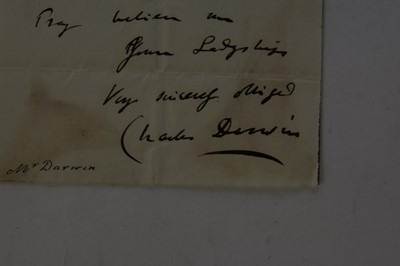 Pray believe me
Your Ladyships
Very sincerely obliged
Charles Darwin
Mr Darwin